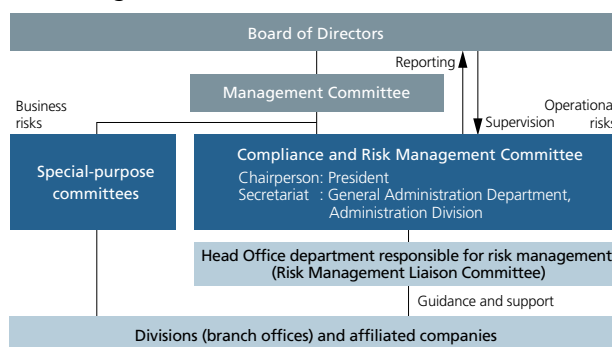 Board of Directors
Reporting
Management Committee
Business
risks
Operational
risks
Supervision
Special-purpose
committees
Compliance and Risk Management Committee
Chairperson: President
Secretariat : General Administration Department,
Administration Division
Head Office department responsible for risk management
(Risk Management Liaison Committee)
Guidance and support
Divisions (branch offices) and affiliated companies